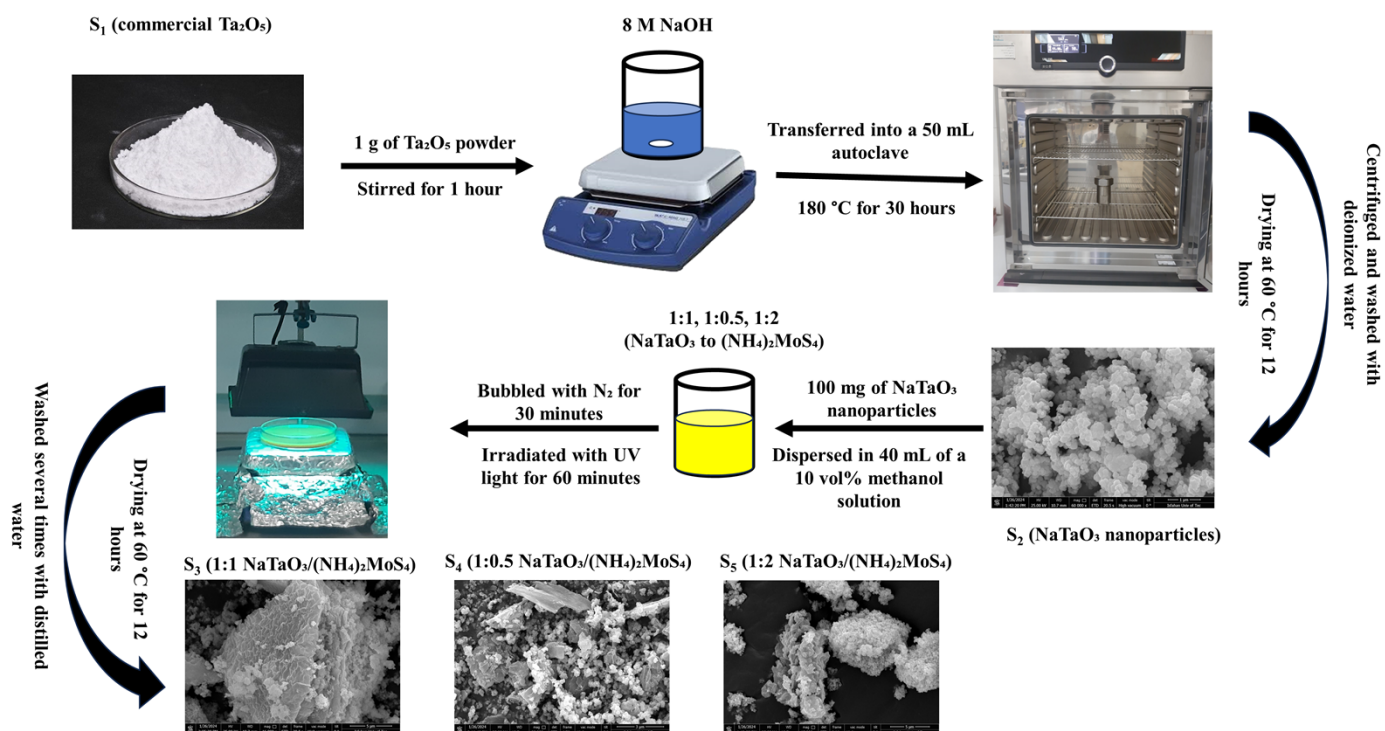 S₁ (commercial Ta₂O₅)
1 g of Ta₂O₅ powder
Stirred for 1 hour
8 M NaOH
Transferred into a 50 mL
autoclave
180 °C for 30 hours
Centrifuged and washed with
deionized water
Drying at 60 °C for 12
hours
S₂ (NaTaO₃ nanoparticles)
100 mg of NaTaO₃
nanoparticles
Dispersed in 40 mL of a
10 vol% methanol
solution
1:1, 1:0.5, 1:2
(NaTaO₃ to (NH₄)₂MoS₄)
Bubbled with N₂ for
30 minutes
Irradiated with UV
light for 60 minutes
Washed several times with distilled
water
Drying at 60 °C for 12
hours
S₃ (1:1 NaTaO₃/(NH₄)₂MoS₄)
S₄ (1:0.5 NaTaO₃/(NH₄)₂MoS₄)
S₅ (1:2 NaTaO₃/(NH₄)₂MoS₄)